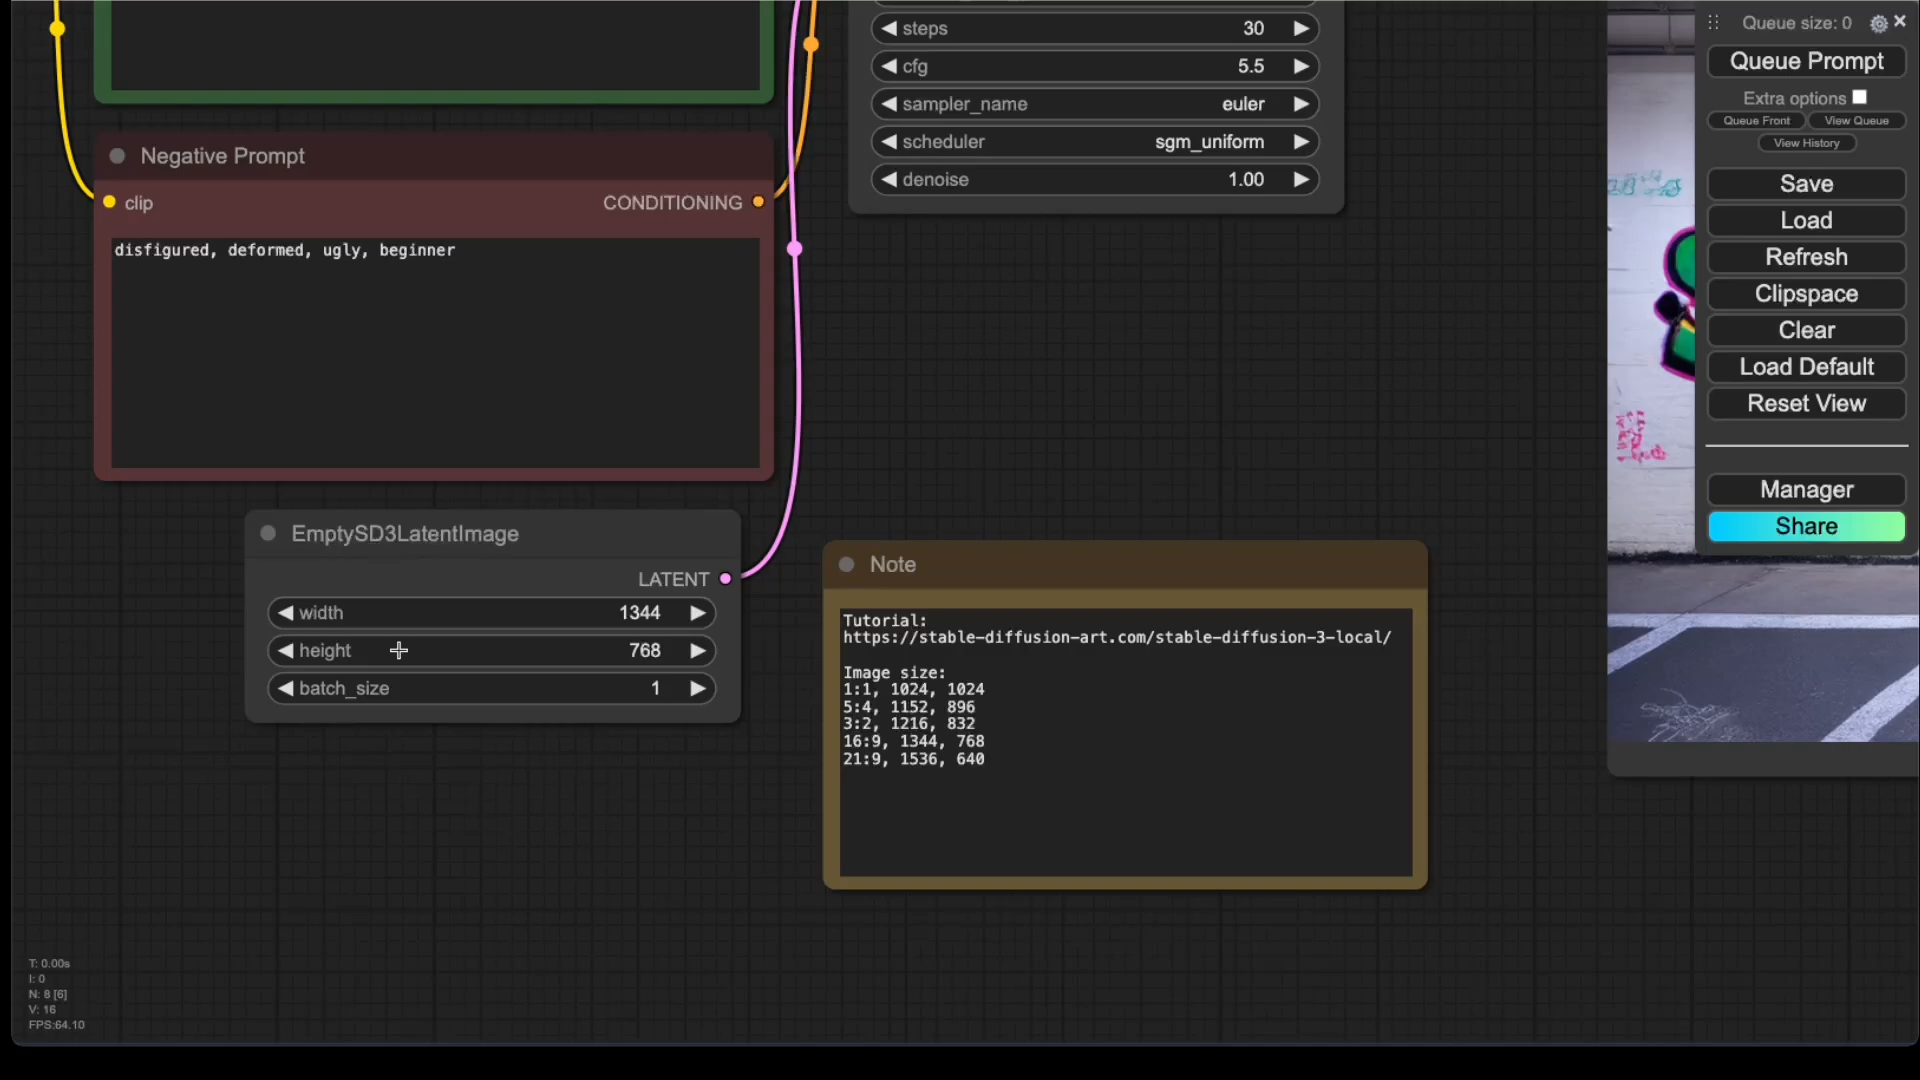 steps 30
cfg 5.5
sampler_name euler
scheduler sgm_uniform
denoise 1.00
Negative Prompt
clip CONDITIONING
disfigured, deformed, ugly, beginner
EmptySD3LatentImage
LATENT
width 1344
height 768
batch_size 1
Note
Tutorial:
https://stable-diffusion-art.com/stable-diffusion-3-local/
Image size:
1:1, 1024, 1024
5:4, 1152, 896
3:2, 1216, 832
16:9, 1344, 768
21:9, 1536, 640
Queue size: 0
Queue Prompt
Extra options
Queue Front View Queue
View History
Save
Load
Refresh
Clipspace
Clear
Load Default
Reset View
Manager
Share
T: 0.00s
I: 0
N: 8 [6]
V: 16
FPS:64.10